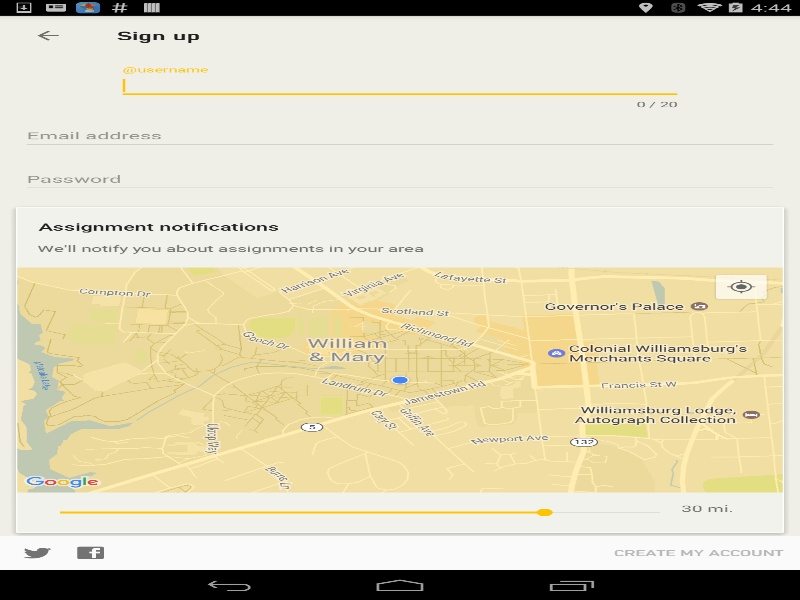 4:44
Sign up
@username
0 / 20
Email address
Password
Assignment notifications
We'll notify you about assignments in your area
Compton Dr
Harrison Ave
Virginia Ave
Lafayette St
Scotland St
Governor's Palace
Gouch Dr
Richmond Rd
William
& Mary
Colonial Williamsburg's
Merchants Square
Landrum Dr
Jamestown Rd
Francis St W
Cary St
Griffin Ave
Williamsburg Lodge,
Autograph Collection
5
Ukrop Way
Newport Ave
132
Burns Ln
Google
30 mi.
CREATE MY ACCOUNT